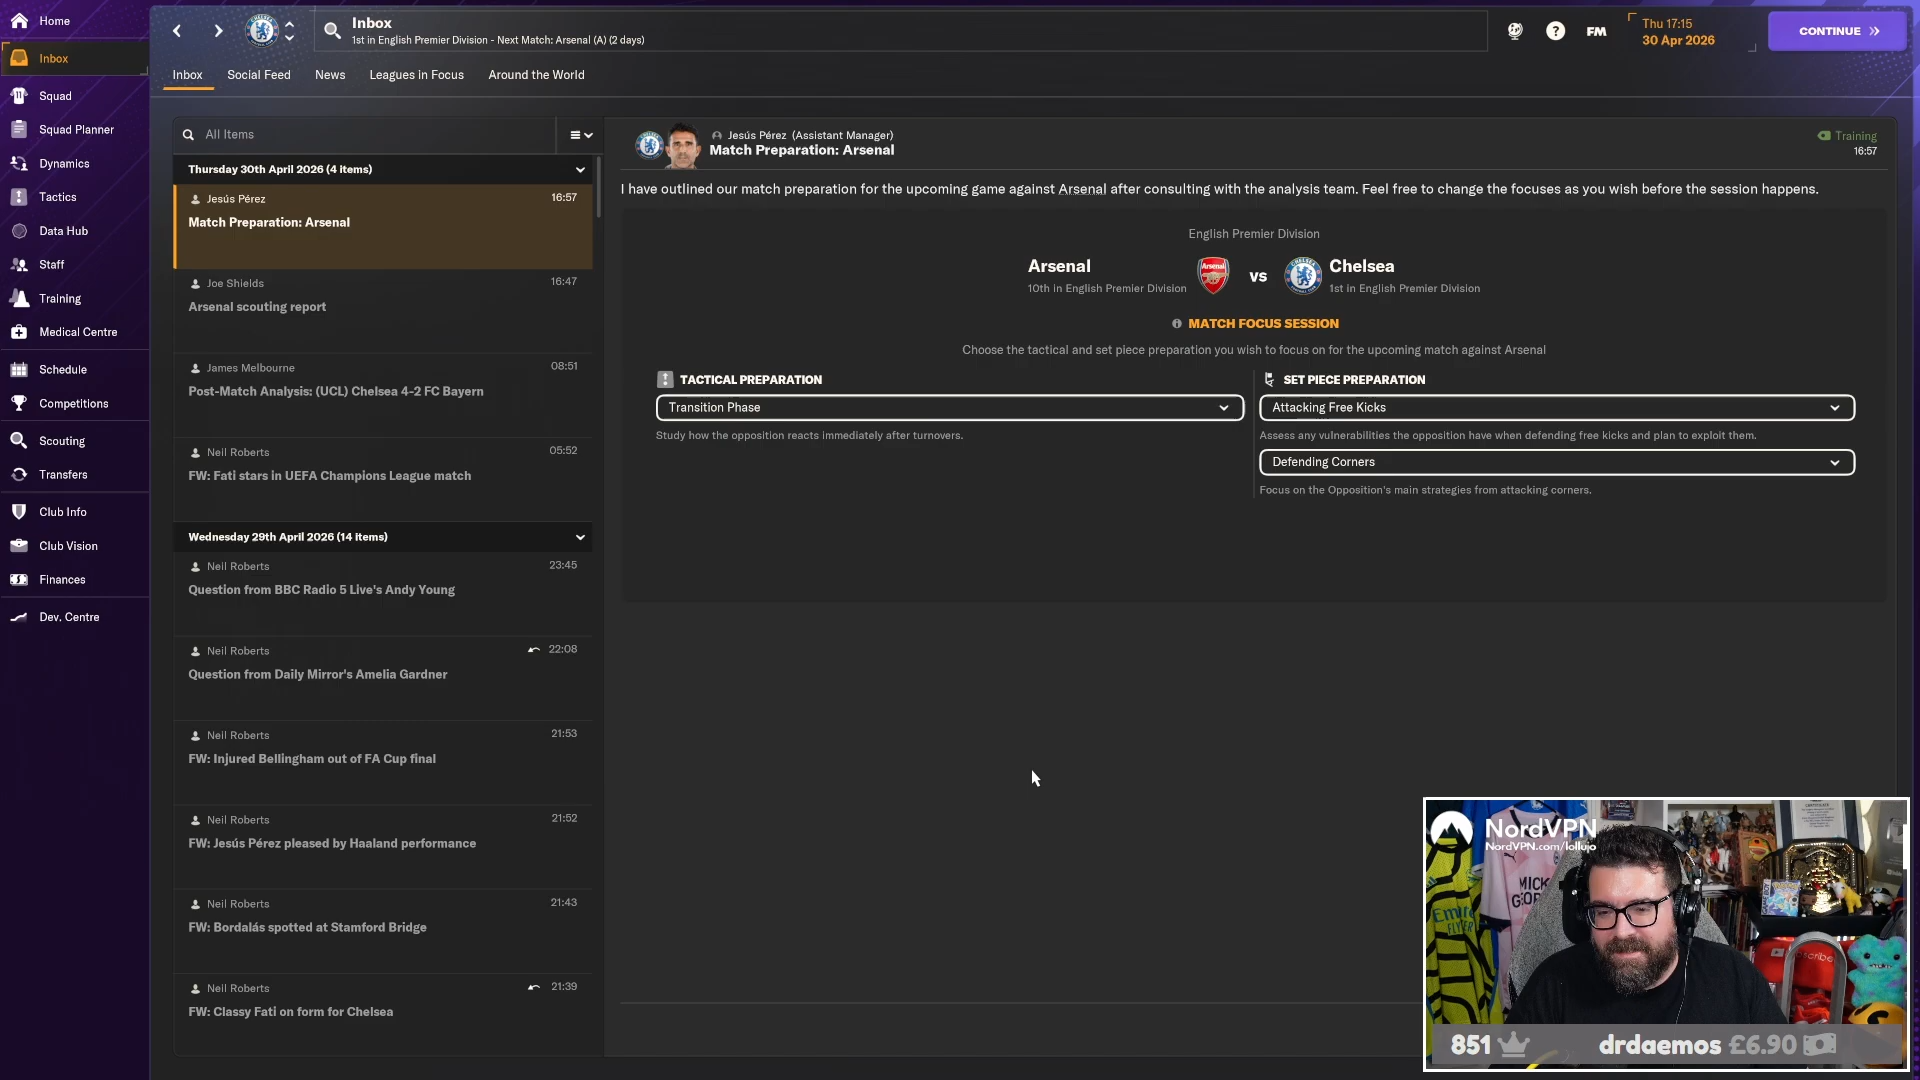 Home
Inbox
Squad
Squad Planner
Dynamics
Tactics
Data Hub
Staff
Training
Medical Centre
Schedule
Competitions
Scouting
Transfers
Club Info
Club Vision
Finances
Dev. Centre
Inbox
1st in English Premier Division - Next Match: Arsenal (A) (2 days)
FM
Thu 17:15
30 Apr 2026
CONTINUE
Inbox Social Feed News Leagues in Focus Around the World
All Items
Thursday 30th April 2026 (4 items)
Jesús Pérez 16:57
Match Preparation: Arsenal
Joe Shields 16:47
Arsenal scouting report
James Melbourne 08:51
Post-Match Analysis: (UCL) Chelsea 4-2 FC Bayern
Neil Roberts 05:52
FW: Fati stars in UEFA Champions League match
Wednesday 29th April 2026 (14 items)
Neil Roberts 23:45
Question from BBC Radio 5 Live's Andy Young
Neil Roberts 22:08
Question from Daily Mirror's Amelia Gardner
Neil Roberts 21:53
FW: Injured Bellingham out of FA Cup final
Neil Roberts 21:52
FW: Jesús Pérez pleased by Haaland performance
Neil Roberts 21:43
FW: Bordalás spotted at Stamford Bridge
Neil Roberts 21:39
FW: Classy Fati on form for Chelsea
Jesús Pérez (Assistant Manager)
Match Preparation: Arsenal
Training
16:57
I have outlined our match preparation for the upcoming game against Arsenal after consulting with the analysis team. Feel free to change the focuses as you wish before the session happens.
English Premier Division
Arsenal vs Chelsea
10th in English Premier Division 1st in English Premier Division
MATCH FOCUS SESSION
Choose the tactical and set piece preparation you wish to focus on for the upcoming match against Arsenal
TACTICAL PREPARATION
Transition Phase
Study how the opposition reacts immediately after turnovers.
SET PIECE PREPARATION
Attacking Free Kicks
Assess any vulnerabilities the opposition have when defending free kicks and plan to exploit them.
Defending Corners
Focus on the Opposition's main strategies from attacking corners.
NordVPN
NordVPN.com/lollujo
MICK
851 drdaemos £6.90